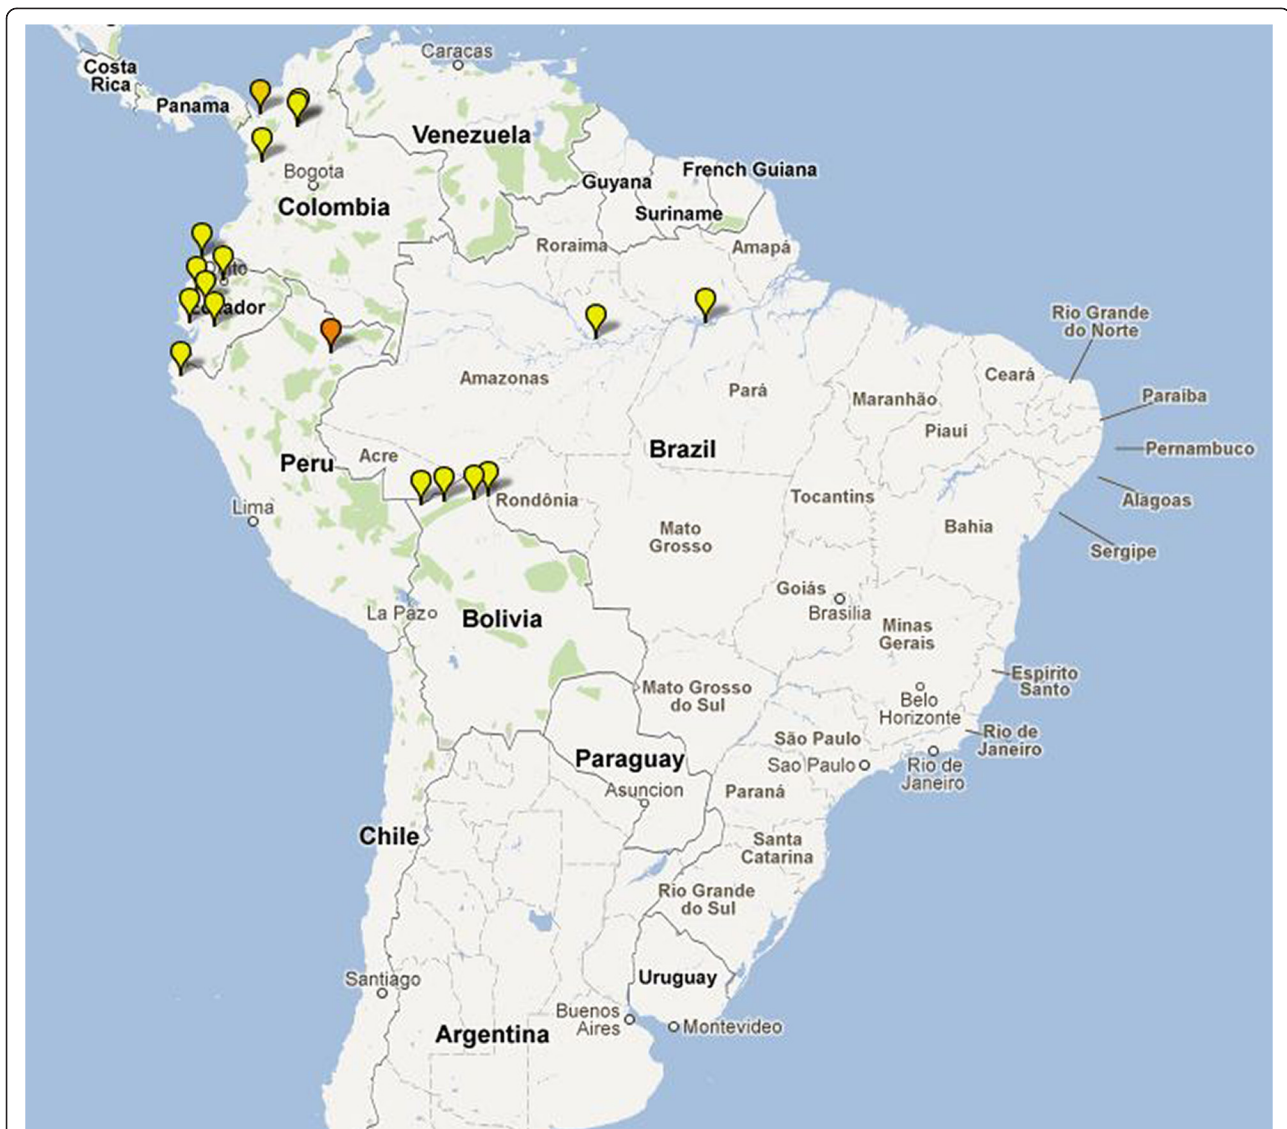 Caracas
Costa
Rica
Panama
Venezuela
Bogota
Colombia
Guyana
French Guiana
Suriname
Roraima
Amapá
Rio Grande
do Norte
Amazonas
Pará
Ceará
Maranhão
Paraiba
Piaui
Brazil
Pernambuco
Peru
Acre
Rondônia
Tocantins
Alagoas
Lima
Mato
Grosso
Bahia
Sergipe
Goiás
Brasilia
La Paz
Bolivia
Minas
Gerais
Espírito
Santo
Mato Grosso
do Sul
Belo
Horizonte
São Paulo
Rio de
Janeiro
Paraguay
Sao Paulo
Rio de
Janeiro
Asuncion
Paraná
Chile
Santa
Catarina
Rio Grande
do Sul
Santiago
Uruguay
Buenos
Aires
Montevideo
Argentina